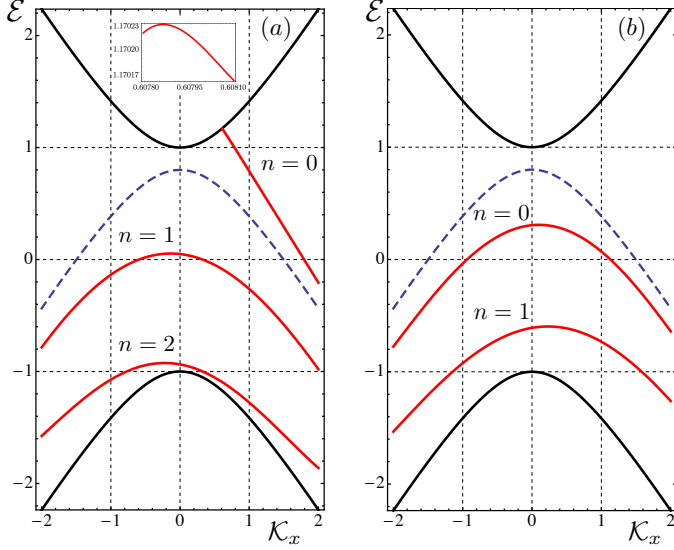 ℰ
(a)
1.17023
1.17020
1.17017
0.60780 0.60795 0.60810
2
1
0
−1
−2
n = 0
n = 1
n = 2
−2 −1 0 1 2
𝒦x
ℰ
(b)
2
1
0
−1
−2
n = 0
n = 1
−2 −1 0 1 2
𝒦x